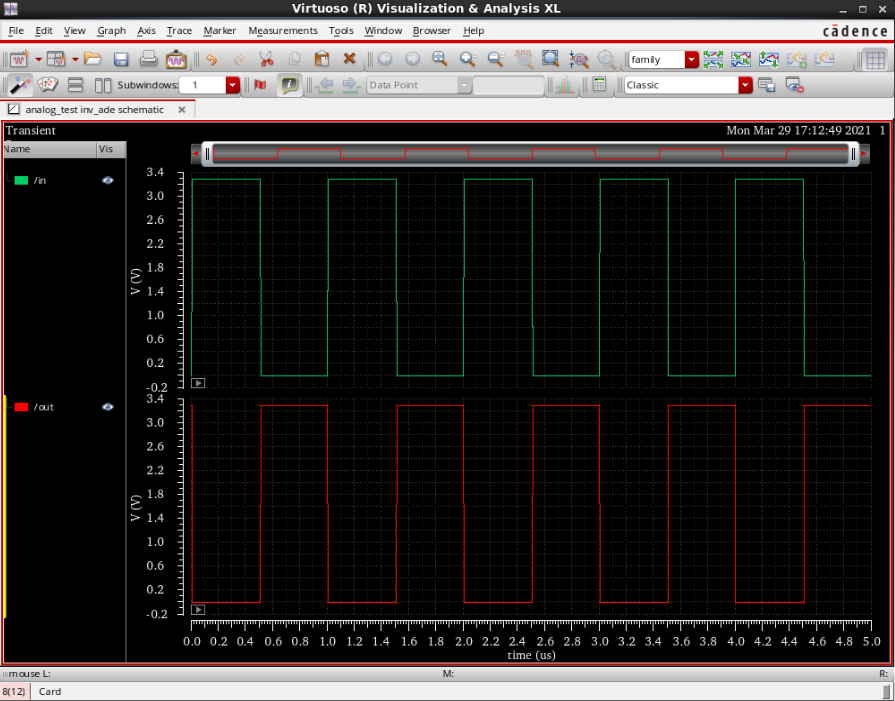 Virtuoso (R) Visualization & Analysis XL
File Edit View Graph Axis Trace Marker Measurements Tools Window Browser Help
cādence
family
Subwindows: 1
Data Point
Classic
analog_test inv_ade schematic
Transient
Mon Mar 29 17:12:49 2021 1
Name Vis
/in
3.4
3.0
2.6
2.2
1.8
1.4
1.0
0.6
0.2
-0.2
V (V)
/out
3.4
3.0
2.6
2.2
1.8
1.4
1.0
0.6
0.2
-0.2
V (V)
0.0 0.2 0.4 0.6 0.8 1.0 1.2 1.4 1.6 1.8 2.0 2.2 2.4 2.6 2.8 3.0 3.2 3.4 3.6 3.8 4.0 4.2 4.4 4.6 4.8 5.0
time (us)
mouse L: M: R:
8(12) Card